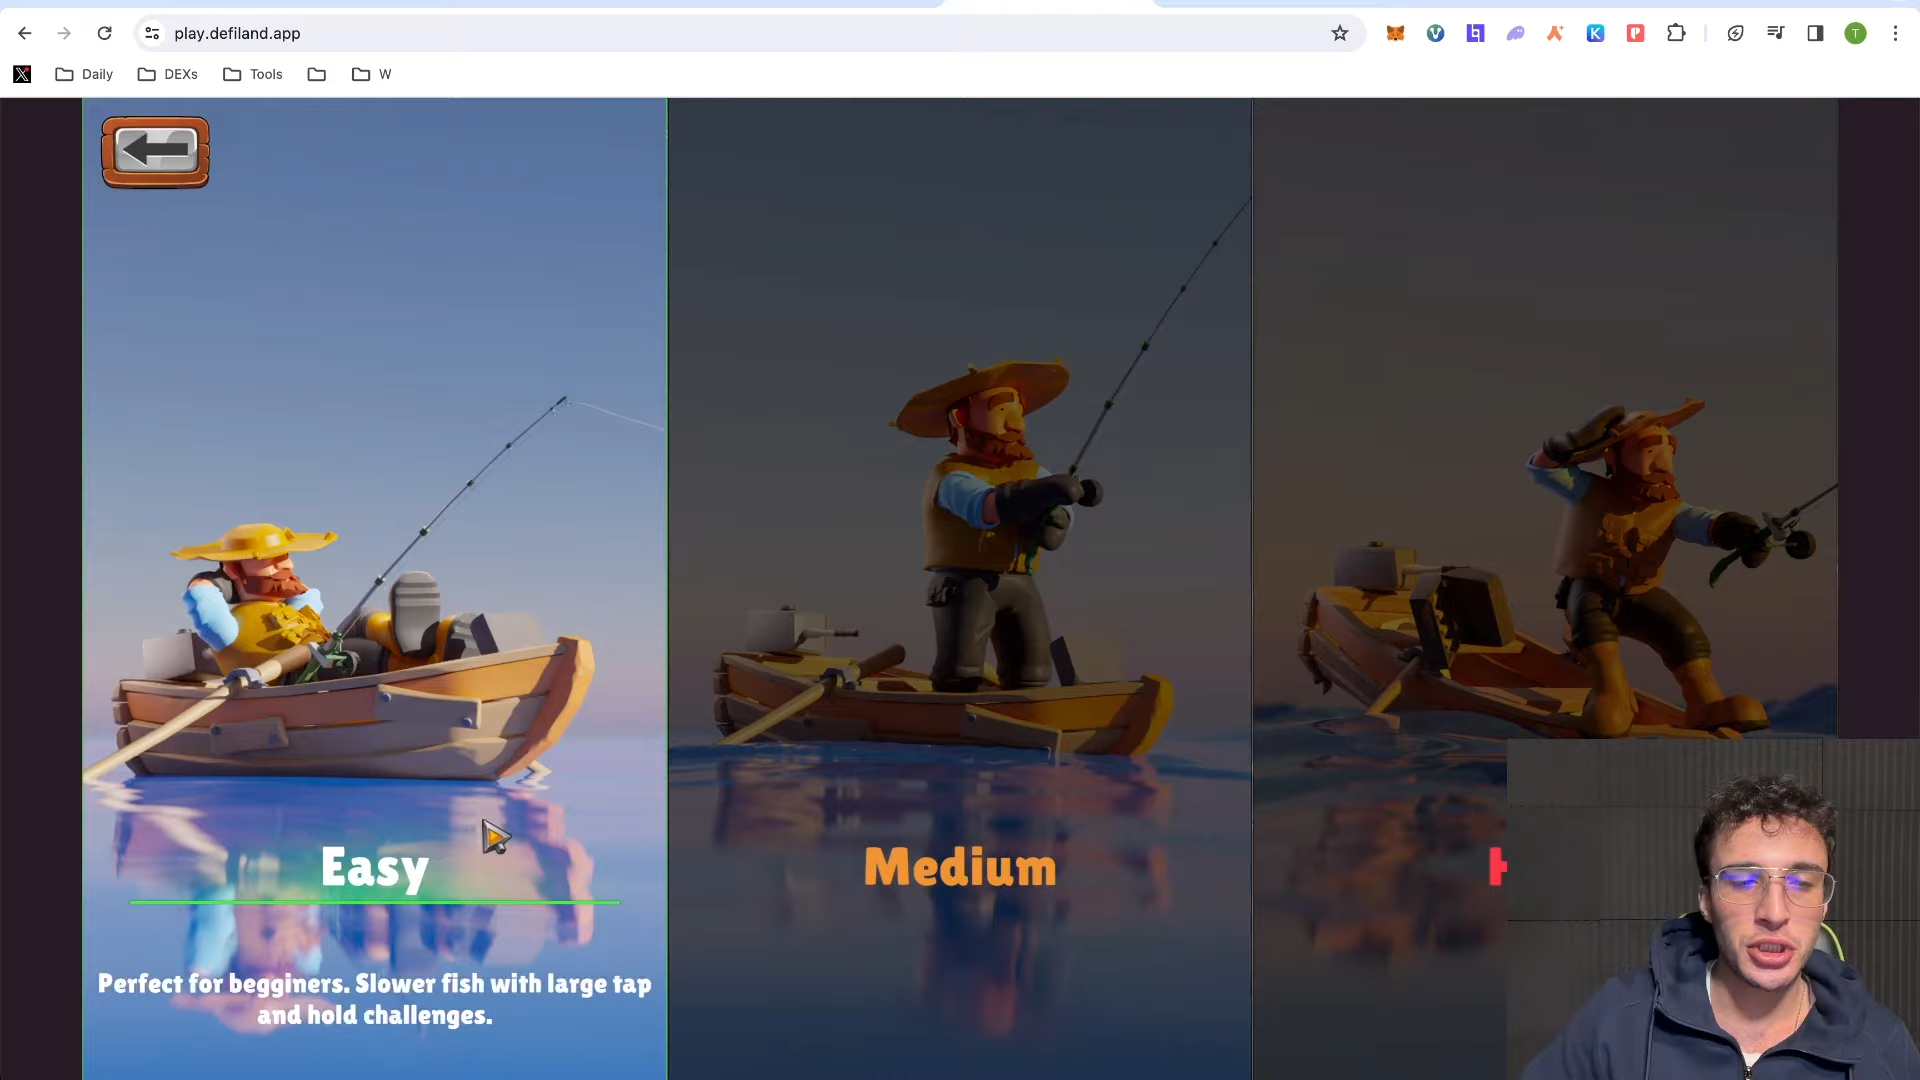 play.defiland.app
T
Daily
DEXs
Tools
W
Easy
Medium
Perfect for begginers. Slower fish with large tap
and hold challenges.